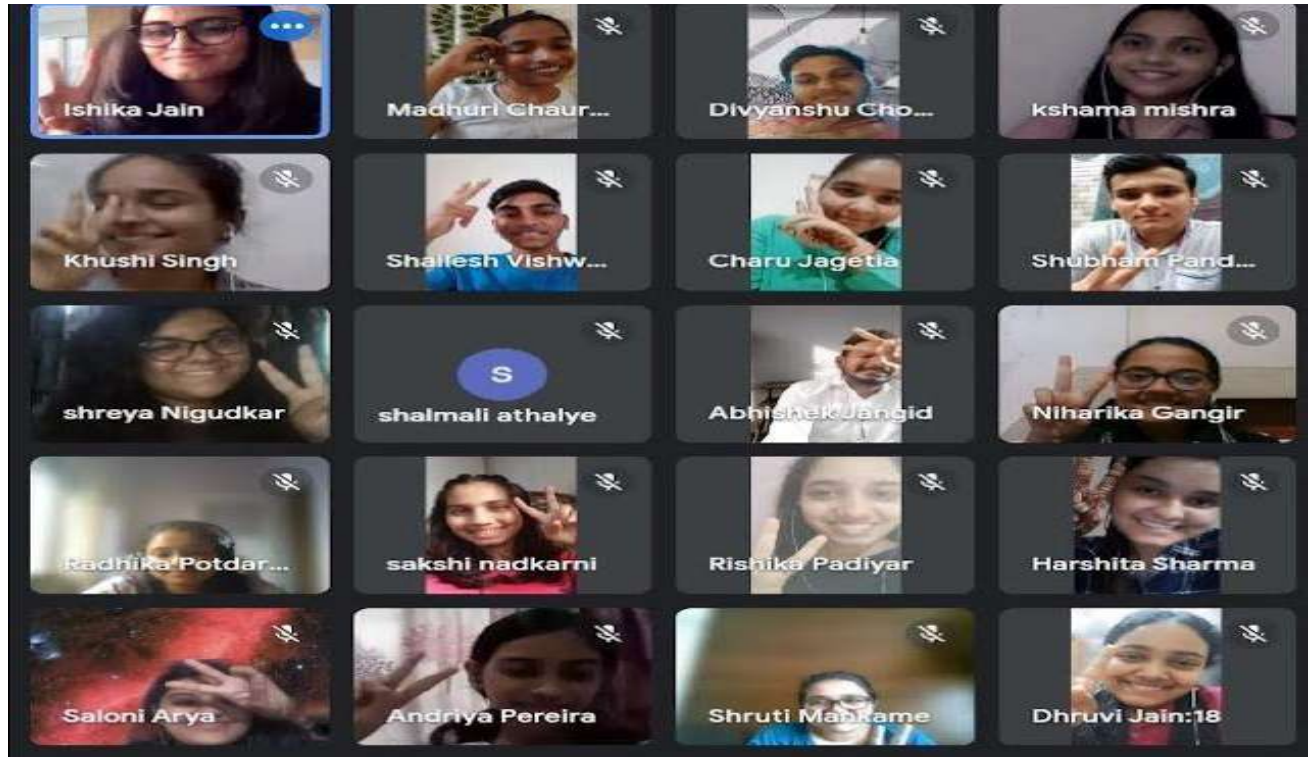 Ishika Jain
Madhuri Chaur...
Divyanshu Cho...
kshama mishra
Khushi Singh
Shailesh Vishw...
Charu Jagetia
Shubham Pand...
shreya Nigudkar
S
shalmali athalye
Abhishek Jangid
Niharika Gangir
Radhika Potdar...
sakshi nadkarni
Rishika Padiyar
Harshita Sharma
Saloni Arya
Andriya Pereira
Shruti Mankame
Dhruvi Jain:18